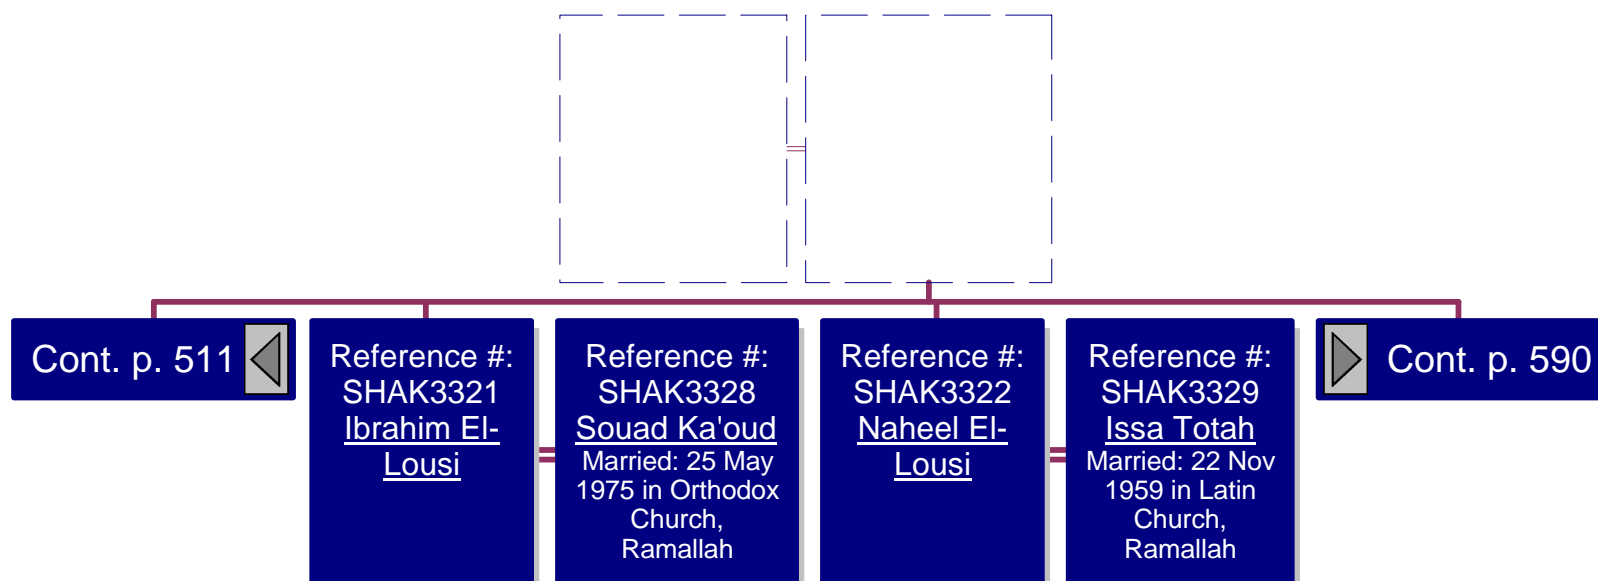 Cont. p. 511
Reference #:
SHAK3321
Ibrahim El-
Lousi
Reference #:
SHAK3328
Souad Ka'oud
Married: 25 May
1975 in Orthodox
Church,
Ramallah
Reference #:
SHAK3322
Naheel El-
Lousi
Reference #:
SHAK3329
Issa Totah
Married: 22 Nov
1959 in Latin
Church,
Ramallah
Cont. p. 590